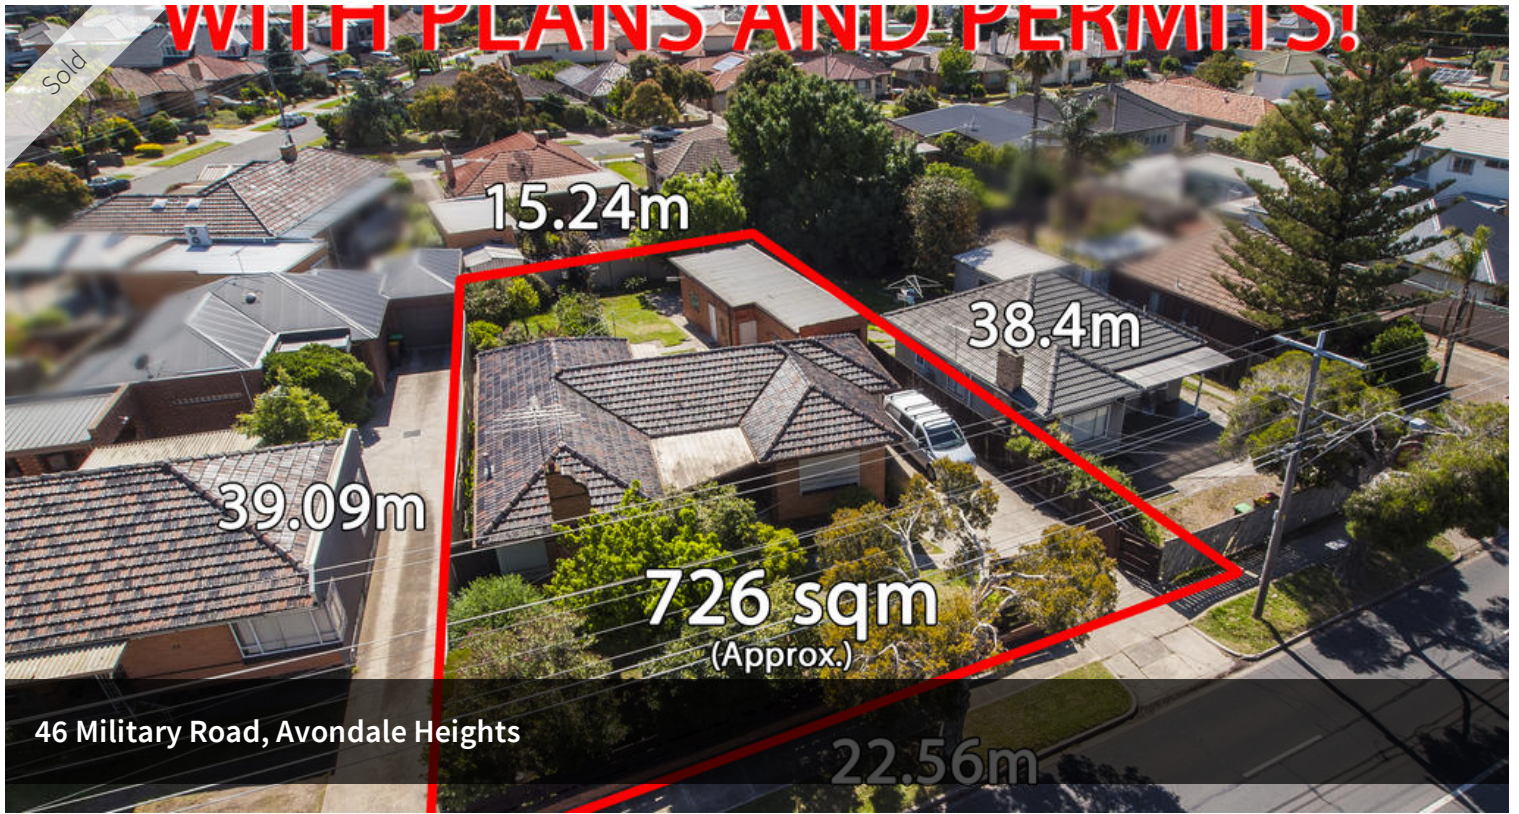 WITH PLANS AND PERMITS!
Sold
15.24m
38.4m
39.09m
726 sqm
(Approx.)
46 Military Road, Avondale Heights
22.56m